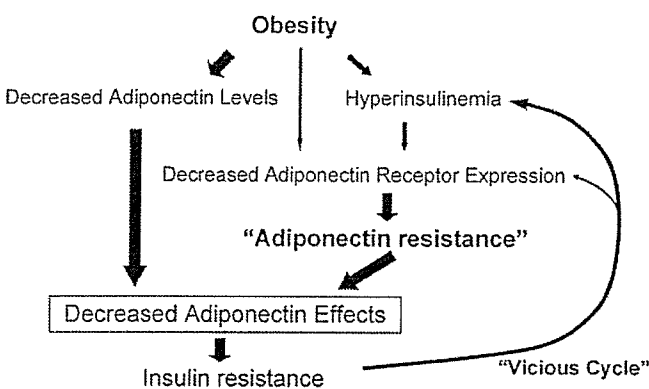 Obesity
Decreased Adiponectin Levels
Hyperinsulinemia
Decreased Adiponectin Receptor Expression
“Adiponectin resistance”
Decreased Adiponectin Effects
Insulin resistance
“Vicious Cycle”